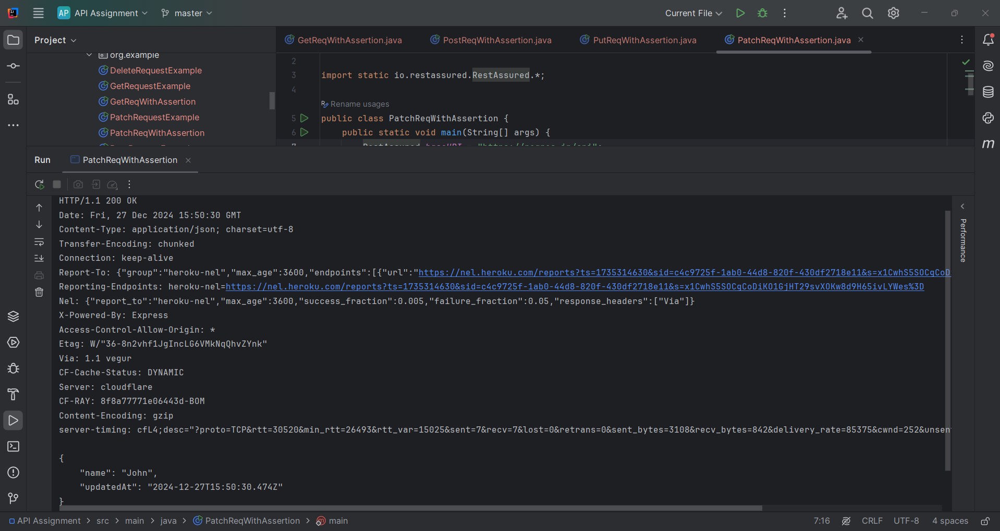 AP API Assignment master Current File
Project
GetReqWithAssertion.java PostReqWithAssertion.java PutReqWithAssertion.java PatchReqWithAssertion.java
org.example
DeleteRequestExample
GetRequestExample
GetReqWithAssertion
PatchRequestExample
PatchReqWithAssertion
2
3 import static io.restassured.RestAssured.*;
4
Rename usages
5 public class PatchReqWithAssertion {
6 public static void main(String[] args) {
Run PatchReqWithAssertion
HTTP/1.1 200 OK
Date: Fri, 27 Dec 2024 15:50:30 GMT
Content-Type: application/json; charset=utf-8
Transfer-Encoding: chunked
Connection: keep-alive
Report-To: {"group":"heroku-nel","max_age":3600,"endpoints":[{"url":"https://nel.heroku.com/reports?ts=1735314630&sid=c4c9725f-1ab0-44d8-820f-430df2718e11&s=x1CwhS5SOCqCoD
Reporting-Endpoints: heroku-nel=https://nel.heroku.com/reports?ts=1735314630&sid=c4c9725f-1ab0-44d8-820f-430df2718e11&s=x1CwhS5SOCqCoDiKO1GjHT29svXOKw8d9H65ivLYWes%3D
Nel: {"report_to":"heroku-nel","max_age":3600,"success_fraction":0.005,"failure_fraction":0.05,"response_headers":["Via"]}
X-Powered-By: Express
Access-Control-Allow-Origin: *
Etag: W/"36-8n2vhf1JgIncLG6VMkNqQhvZYnk"
Via: 1.1 vegur
CF-Cache-Status: DYNAMIC
Server: cloudflare
CF-RAY: 8f8a77771e06443d-BOM
Content-Encoding: gzip
server-timing: cfL4;desc="?proto=TCP&rtt=30520&min_rtt=26493&rtt_var=15025&sent=7&recv=7&lost=0&retrans=0&sent_bytes=3108&recv_bytes=842&delivery_rate=85375&cwnd=252&unsen
{
"name": "John",
"updatedAt": "2024-12-27T15:50:30.474Z"
}
Performance
API Assignment > src > main > java > PatchReqWithAssertion > main 7:16 CRLF UTF-8 4 spaces